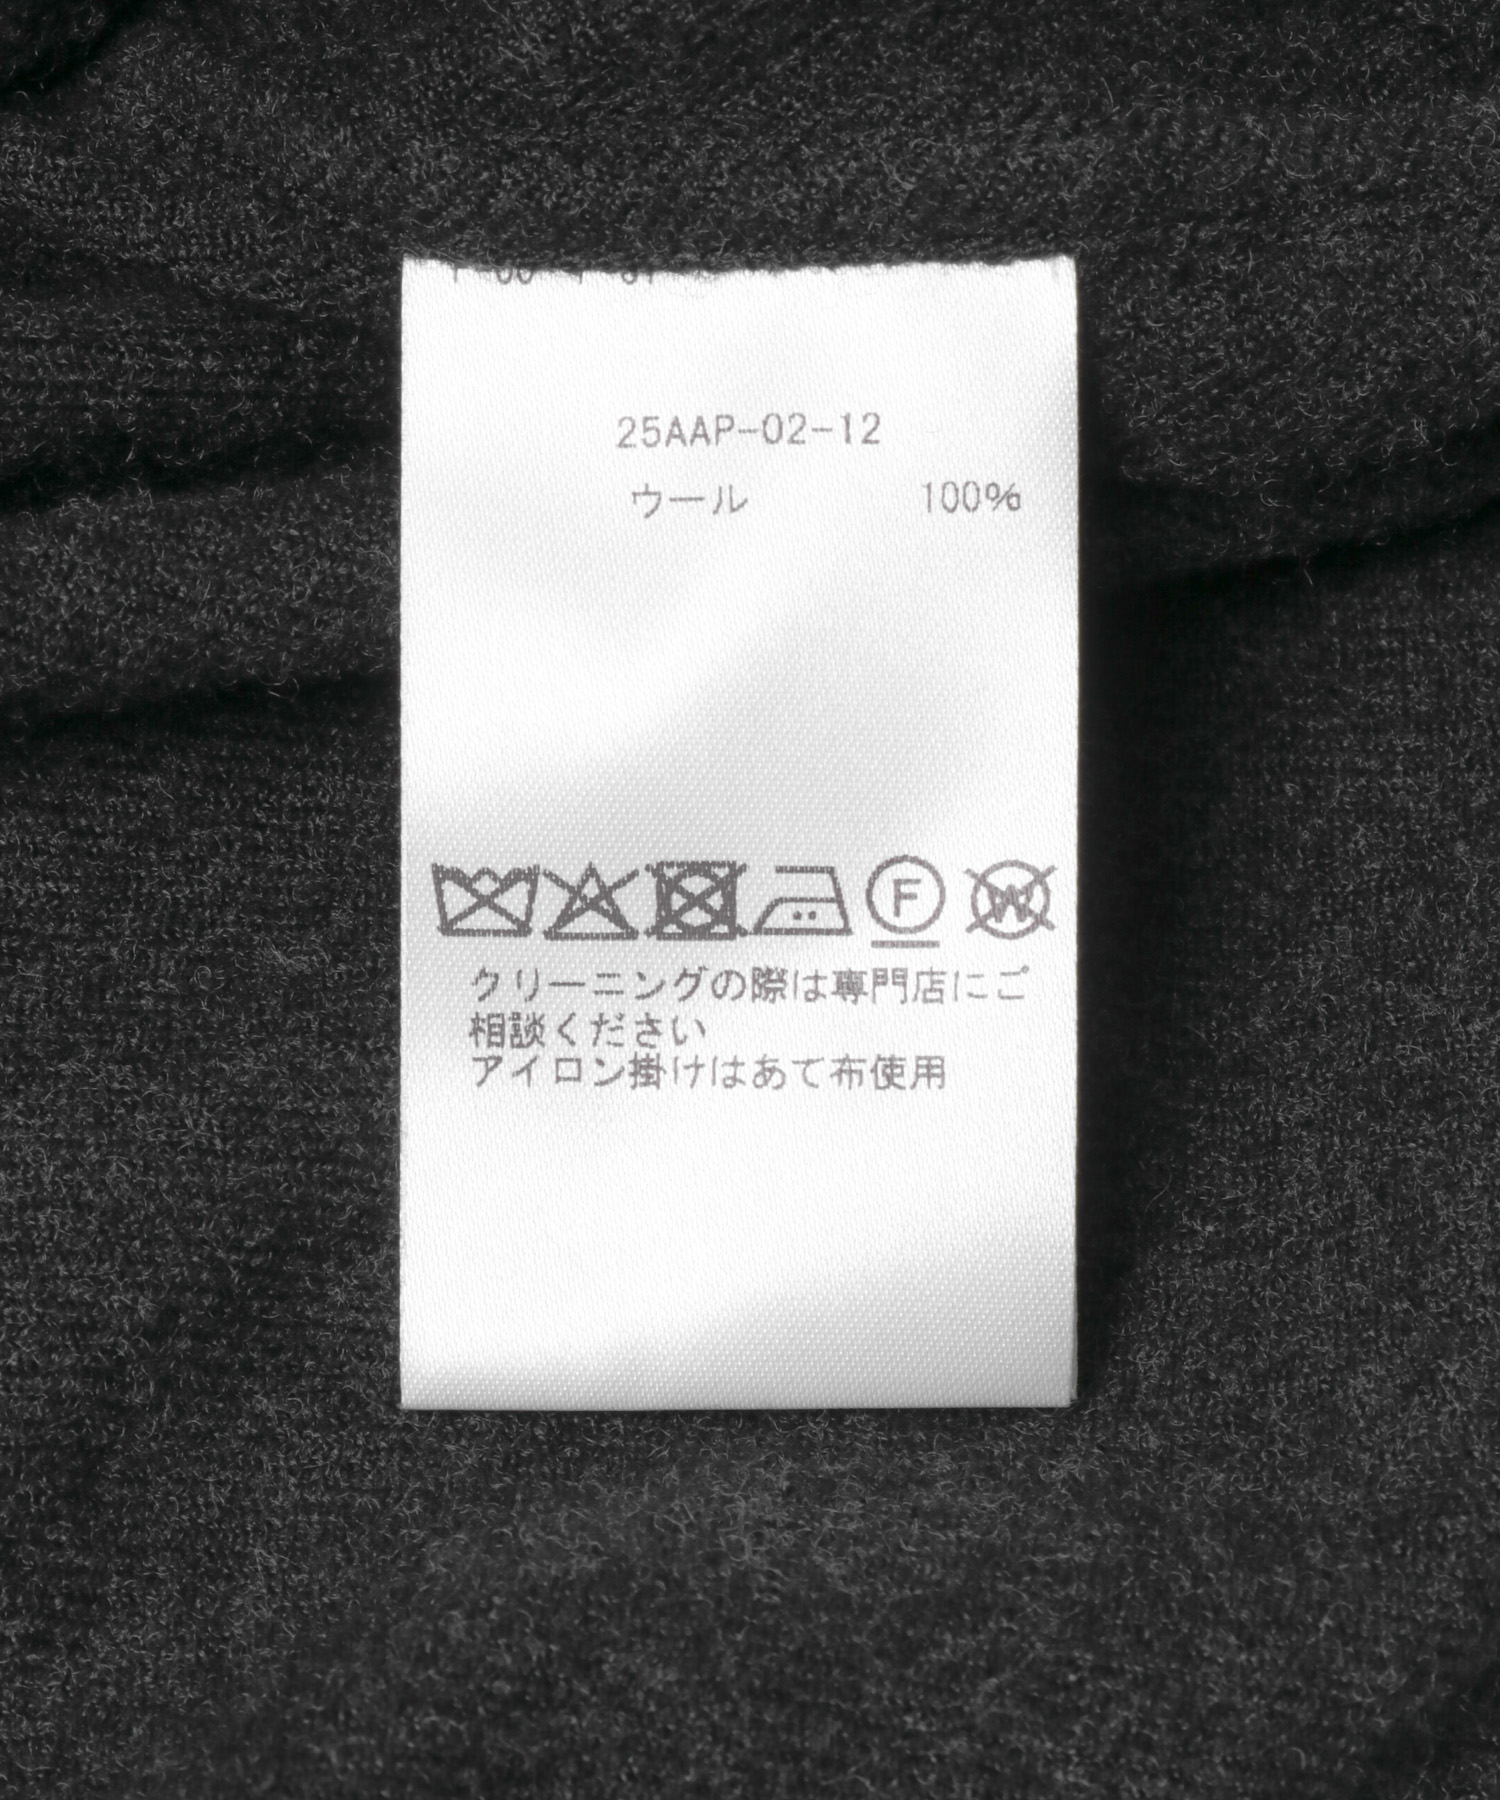 25AAP-02-12
ウール 100%
F
W
クリーニングの際は専門店にご
相談ください
アイロン掛けはあて布使用